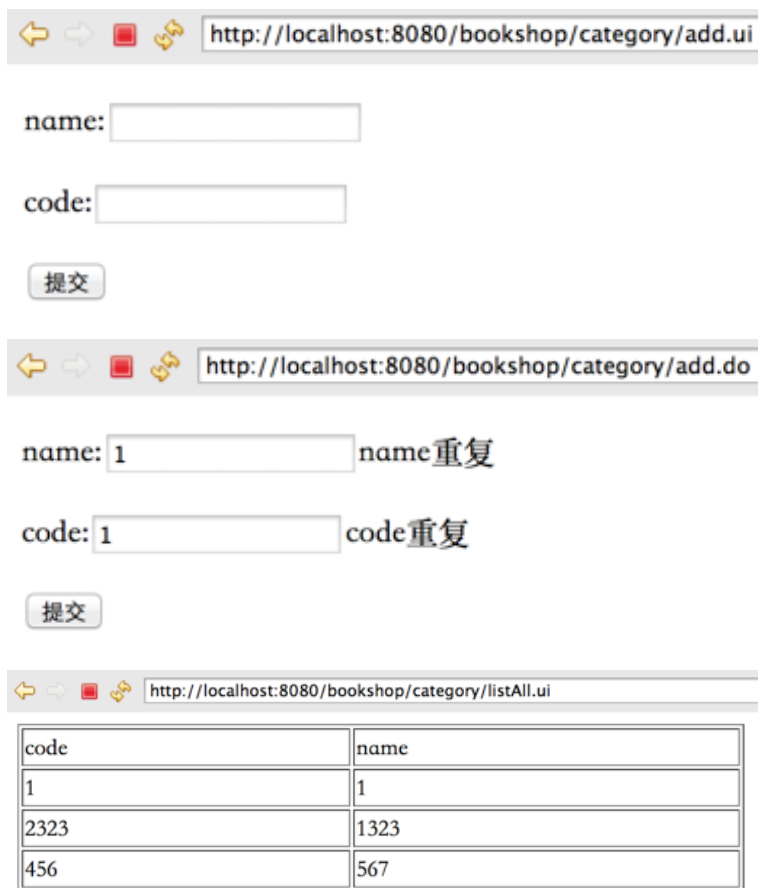 http://localhost:8080/bookshop/category/add.ui
name:
code:
提交
http://localhost:8080/bookshop/category/add.do
name: 1 name重复
code: 1 code重复
提交
http://localhost:8080/bookshop/category/listAll.ui
code name
1 1
2323 1323
456 567